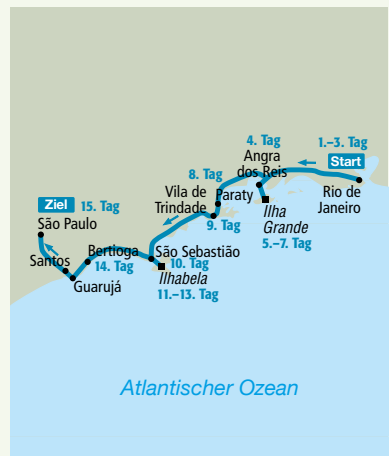 4. Tag
1.–3. Tag
Angra
dos Reis
Start
8. Tag
Vila de
Trindade
Paraty
Rio de
Janeiro
Ilha
Grande
9. Tag
5.–7. Tag
Ziel
15. Tag
São Paulo
Santos
Bertioga
14. Tag
Guarujá
São Sebastião
10. Tag
Ilhabela
11.–13. Tag
Atlantischer Ozean